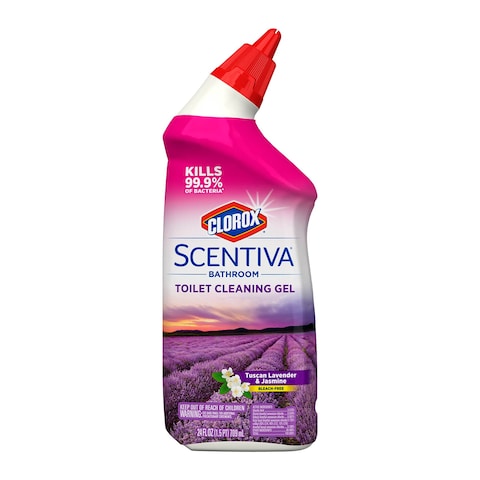 KILLS
99.9%
OF BACTERIA*
CLOROX
SCENTIVA
BATHROOM
TOILET CLEANING GEL
Tuscan Lavender
& Jasmine
BLEACH-FREE
KEEP OUT OF REACH OF CHILDREN
WARNING:
24 FL OZ (1.5 PT) 709 mL